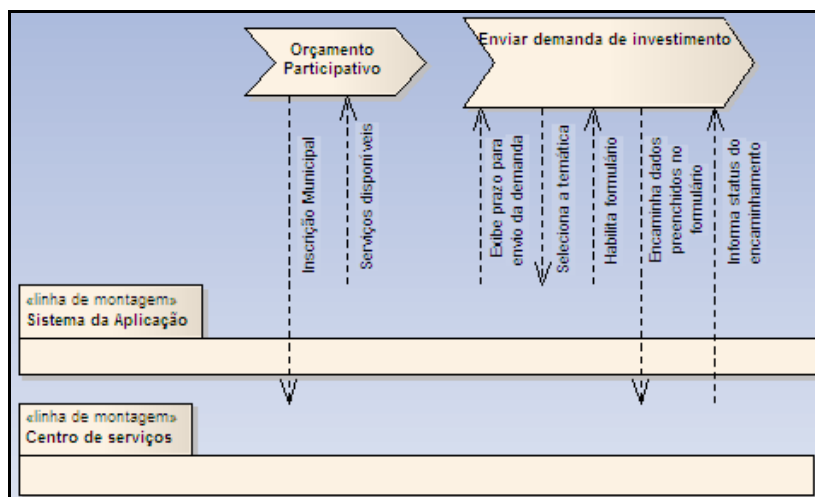 Orçamento
Participativo
Enviar demanda de investimento
Inscrição Municipal
Serviços disponíveis
Exibe prazo para
envio da demanda
Seleciona a temática
Habilita formulário
Encaminha dados
preenchidos no
formulário
Informa status do
encaminhamento
«linha de montagem»
Sistema da Aplicação
«linha de montagem»
Centro de serviços